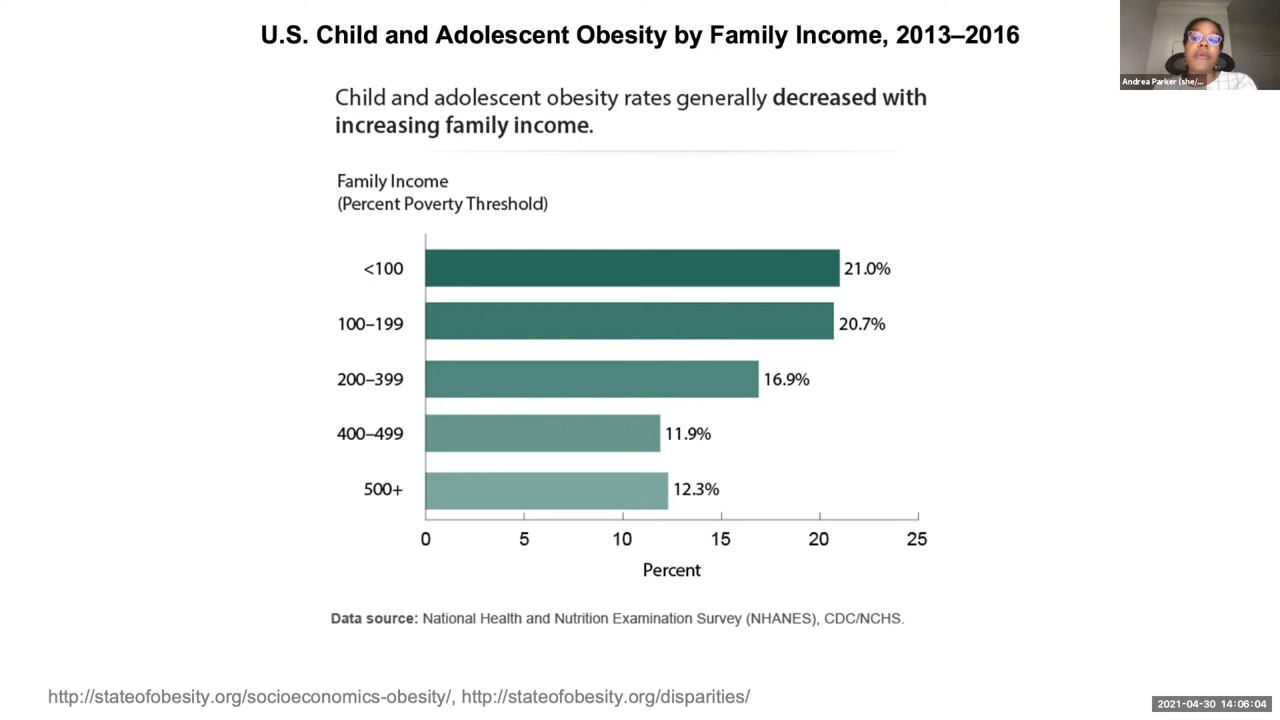 U.S. Child and Adolescent Obesity by Family Income, 2013–2016
Andrea Parker (she/...
Child and adolescent obesity rates generally decreased with
increasing family income.
Family Income
(Percent Poverty Threshold)
<100
21.0%
100–199
20.7%
200–399
16.9%
400–499
11.9%
500+
12.3%
0 5 10 15 20 25
Percent
Data source: National Health and Nutrition Examination Survey (NHANES), CDC/NCHS.
http://stateofobesity.org/socioeconomics-obesity/, http://stateofobesity.org/disparities/
2021-04-30 14:06:04